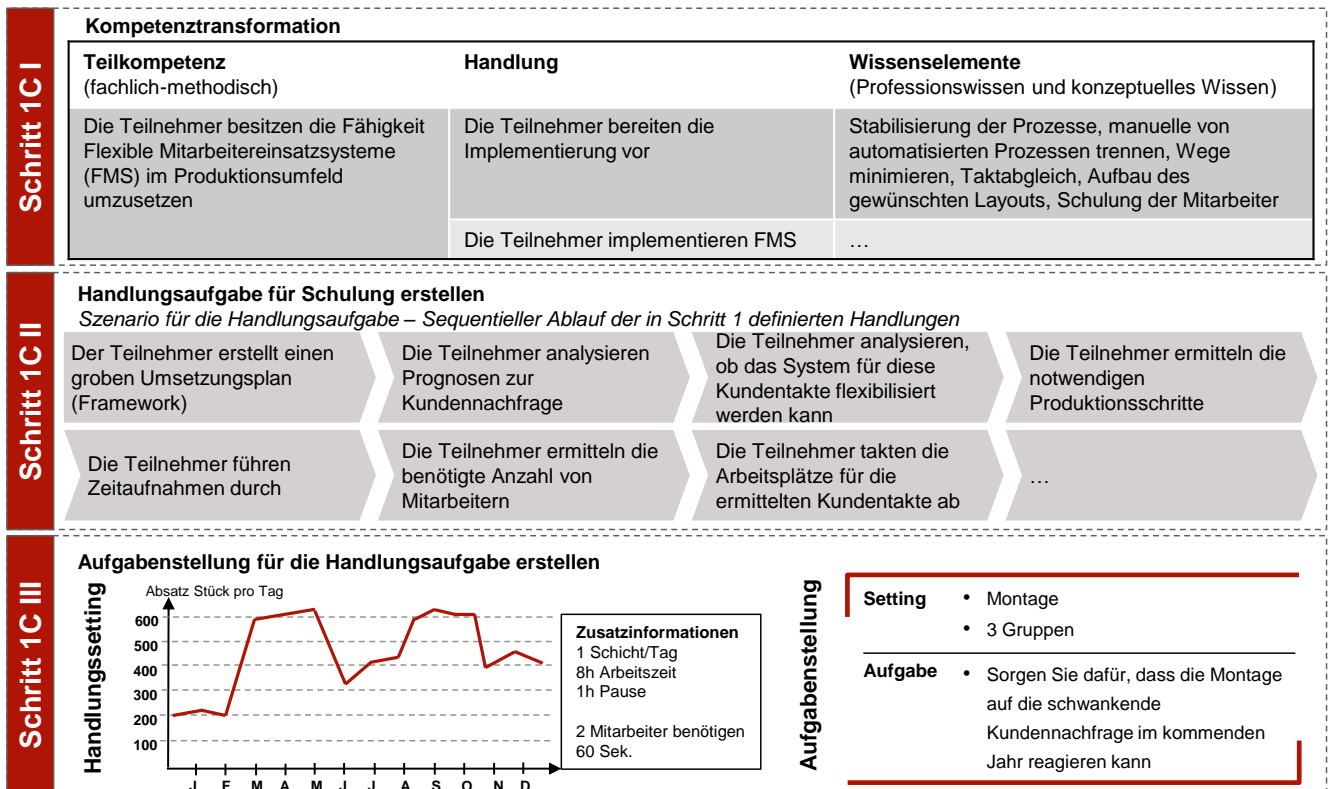 Schritt 1C I
Kompetenztransformation
Teilkompetenz
(fachlich-methodisch)
Handlung
Wissenselemente
(Professionswissen und konzeptuelles Wissen)
Die Teilnehmer besitzen die Fähigkeit
Flexible Mitarbeitereinsatzsysteme
(FMS) im Produktionsumfeld
umzusetzen
Die Teilnehmer bereiten die
Implementierung vor
Stabilisierung der Prozesse, manuelle von
automatisierten Prozessen trennen, Wege
minimieren, Taktabgleich, Aufbau des
gewünschten Layouts, Schulung der Mitarbeiter
Die Teilnehmer implementieren FMS
…
Schritt 1C II
Handlungsaufgabe für Schulung erstellen
Szenario für die Handlungsaufgabe – Sequentieller Ablauf der in Schritt 1 definierten Handlungen
Der Teilnehmer erstellt einen
groben Umsetzungsplan
(Framework)
Die Teilnehmer analysieren
Prognosen zur
Kundennachfrage
Die Teilnehmer analysieren,
ob das System für diese
Kundentakte flexibilisiert
werden kann
Die Teilnehmer ermitteln die
notwendigen
Produktionsschritte
Die Teilnehmer führen
Zeitaufnahmen durch
Die Teilnehmer ermitteln die
benötigte Anzahl von
Mitarbeitern
Die Teilnehmer takten die
Arbeitsplätze für die
ermittelten Kundentakte ab
…
Schritt 1C III
Aufgabenstellung für die Handlungsaufgabe erstellen
Handlungssetting
Absatz Stück pro Tag
600
500
400
300
200
100
J F M A M J J A S O N D
Zusatzinformationen
1 Schicht/Tag
8h Arbeitszeit
1h Pause
2 Mitarbeiter benötigen
60 Sek.
Aufgabenstellung
Setting
• Montage
• 3 Gruppen
Aufgabe
• Sorgen Sie dafür, dass die Montage
auf die schwankende
Kundennachfrage im kommenden
Jahr reagieren kann